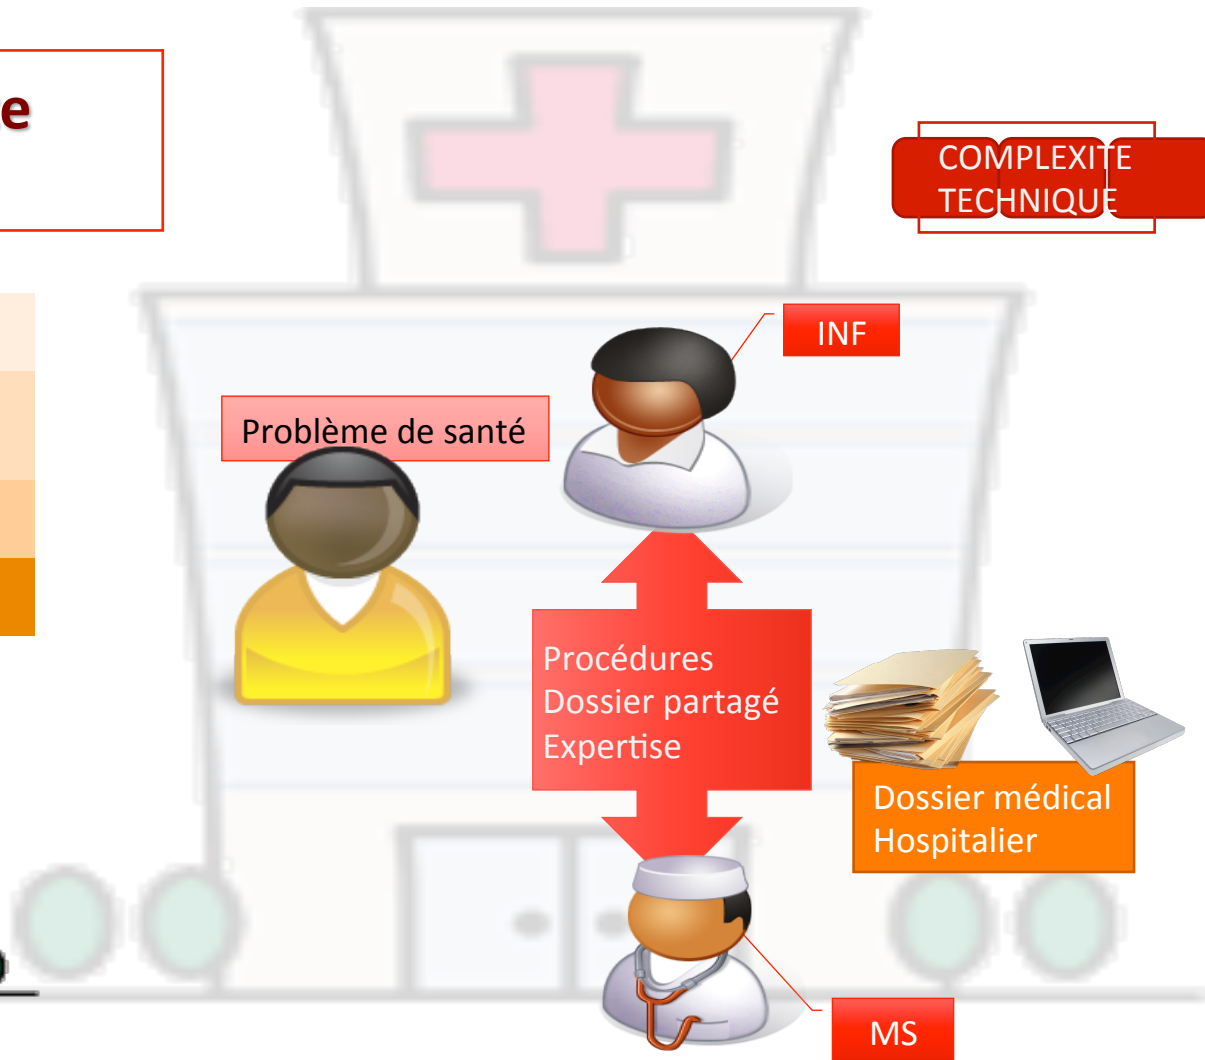 COMPLEXITE
TECHNIQUE
INF
Problème de santé
Procédures
Dossier partagé
Expertise
Dossier médical
Hospitalier
MS